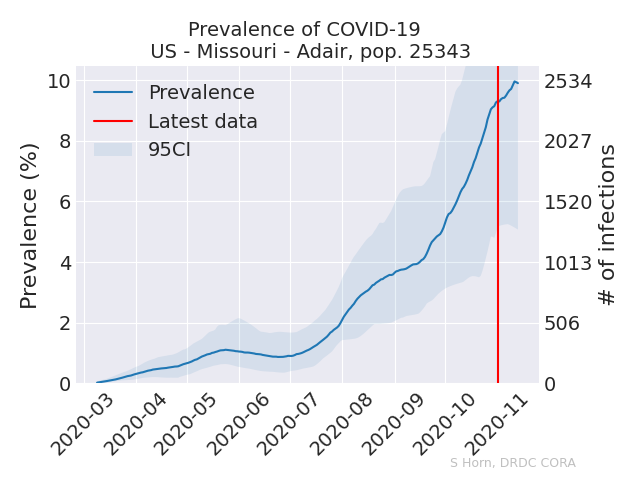 Prevalence of COVID-19
US - Missouri - Adair, pop. 25343
Prevalence
Latest data
95CI
Prevalence (%)
10
8
6
4
2
0
2534
2027
1520
1013
506
0
# of infections
2020-03
2020-04
2020-05
2020-06
2020-07
2020-08
2020-09
2020-10
2020-11
S Horn, DRDC CORA